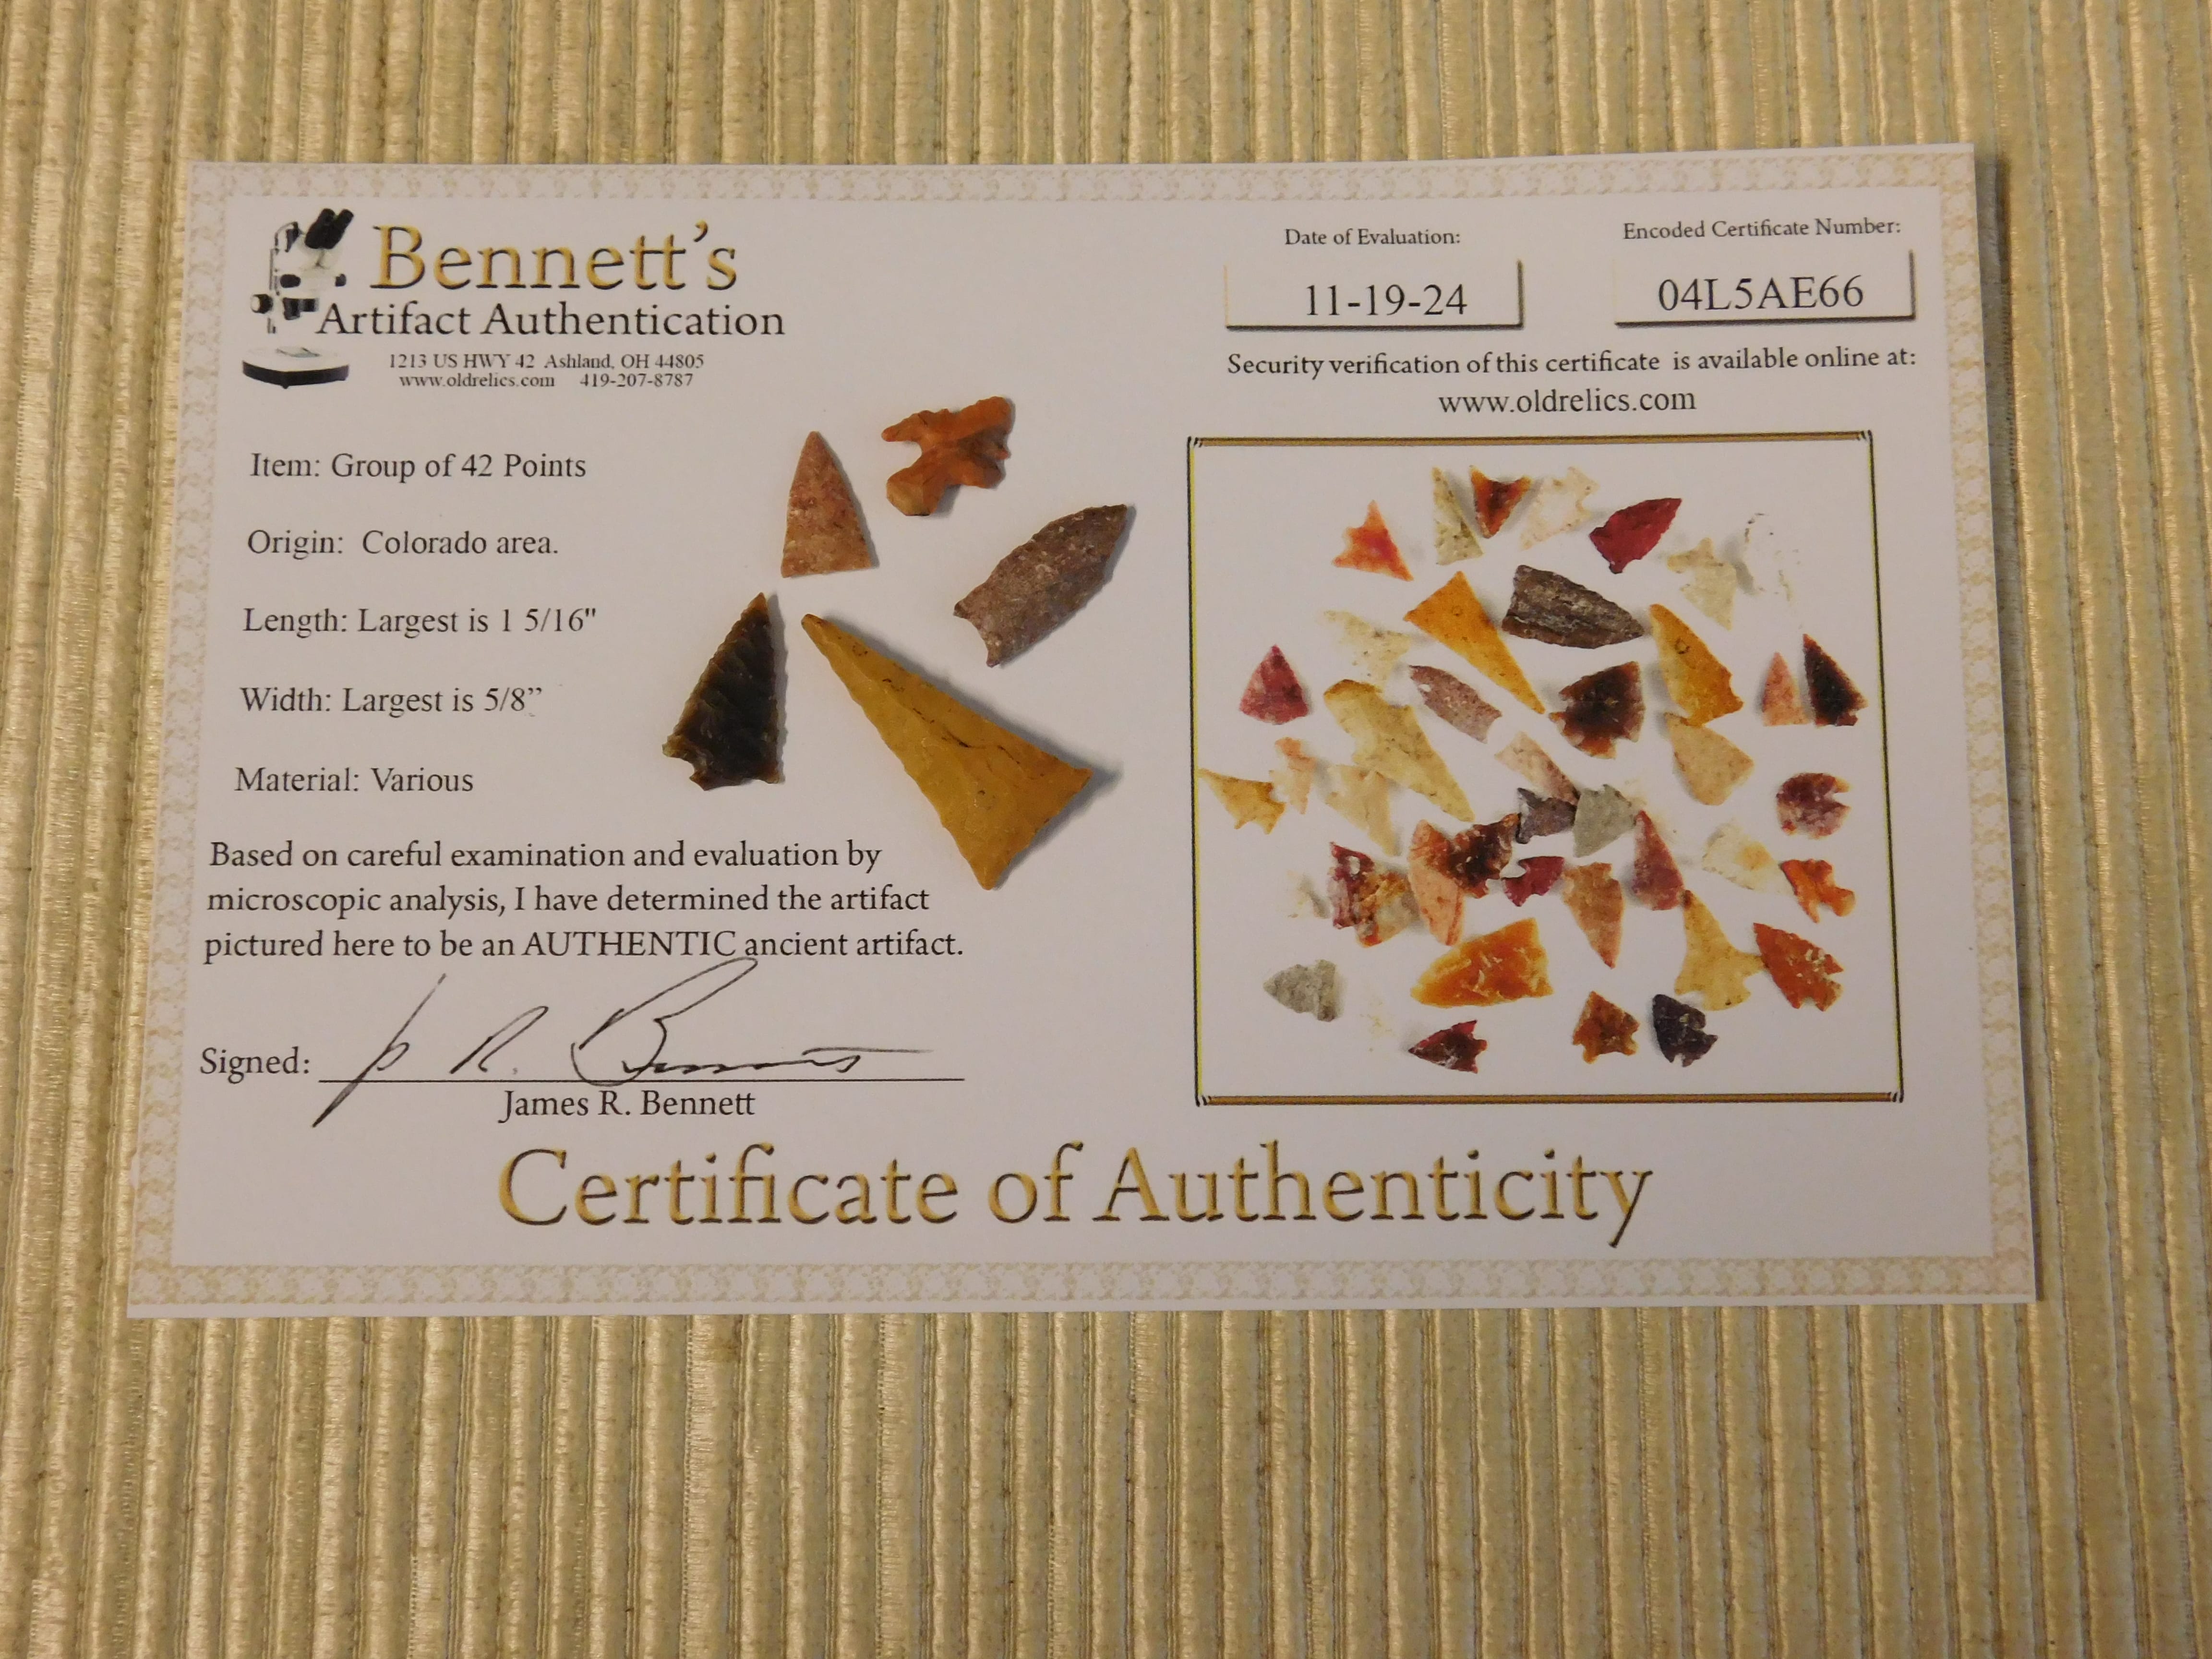 Bennett's
Artifact Authentication
1213 US HWY 42 Ashland, OH 44805
www.oldrelics.com 419-207-8787
Date of Evaluation:
11-19-24
Encoded Certificate Number:
04L5AE66
Security verification of this certificate is available online at:
www.oldrelics.com
Item: Group of 42 Points
Origin: Colorado area.
Length: Largest is 1 5/16"
Width: Largest is 5/8”
Material: Various
Based on careful examination and evaluation by
microscopic analysis, I have determined the artifact
pictured here to be an AUTHENTIC ancient artifact.
Signed: J R. Bennett
James R. Bennett
Certificate of Authenticity